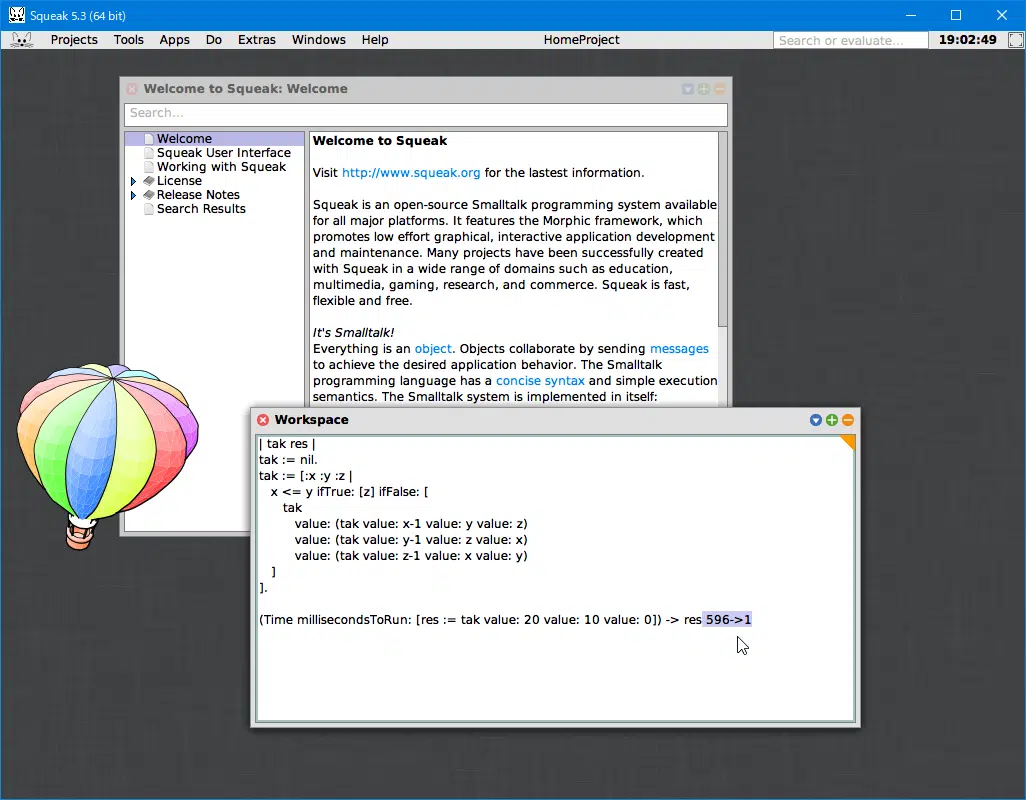 Squeak 5.3 (64 bit)
Projects Tools Apps Do Extras Windows Help HomeProject Search or evaluate... 19:02:49
Welcome to Squeak: Welcome
Search...
Welcome
Squeak User Interface
Working with Squeak
License
Release Notes
Search Results
Welcome to Squeak
Visit http://www.squeak.org for the lastest information.
Squeak is an open-source Smalltalk programming system available
for all major platforms. It features the Morphic framework, which
promotes low effort graphical, interactive application development
and maintenance. Many projects have been successfully created
with Squeak in a wide range of domains such as education,
multimedia, gaming, research, and commerce. Squeak is fast,
flexible and free.
It's Smalltalk!
Everything is an object. Objects collaborate by sending messages
to achieve the desired application behavior. The Smalltalk
programming language has a concise syntax and simple execution
semantics. The Smalltalk system is implemented in itself:
Workspace
| tak res |
tak := nil.
tak := [:x :y :z |
x <= y ifTrue: [z] ifFalse: [
tak
value: (tak value: x-1 value: y value: z)
value: (tak value: y-1 value: z value: x)
value: (tak value: z-1 value: x value: y)
]
].
(Time millisecondsToRun: [res := tak value: 20 value: 10 value: 0]) -> res 596->1